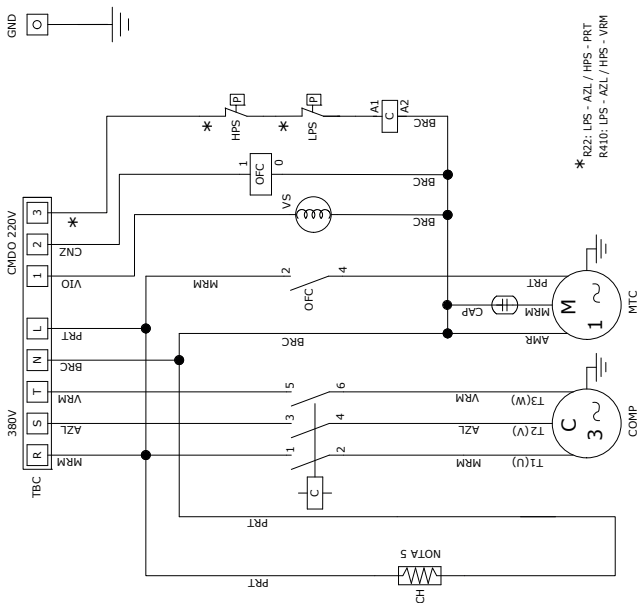 GND
CMDO 220V
380V
TBC
R
S
T
N
L
1
2
3
MRM
AZL
VRM
BRC
PRT
VIO
CNZ
*
*
HPS
P
*
LPS
P
A1
C
A2
BRC
1
OFC
0
BRC
VS
BRC
MRM
2
OFC
4
PRT
BRC
CAP
MRM
AMR
M
1
MTC
1
3
5
C
2
4
6
MRM
AZL
VRM
T1(U)
T2(V)
T3(W)
C
3
COMP
PRT
PRT
CH
NOTA 5
* R22: LPS - AZL / HPS - PRT
R410: LPS - AZL / HPS - VRM